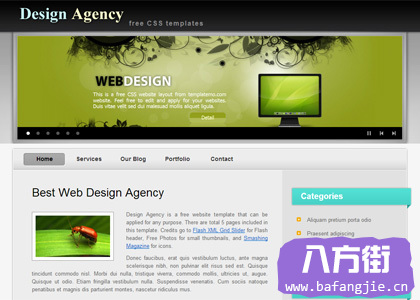 Design Agency
free CSS templates
WEBDESIGN
This is a free CSS website layout from templatemo.com
website. Feel free to edit and apply for your websites.
Duis vitae velit sed dui malesuad molis aliquet ligula.
Detail
Home Services Our Blog Portfolio Contact
Best Web Design Agency
Design Agency is a free website template that can be
applied for any purpose. There are total 5 pages included in
this template. Credits go to Flash XML Grid Slider for Flash
header, Free Photos for small thumbnails, and Smashing
Magazine for icons.
Donec faucibus, erat quis vestibulum luctus, ante magna
scelerisque nibh, non pulvinar elit risus sed est. Quisque
tincidunt commodo nisl. Morbi dui nulla, tristique viverra, commodo mollis, ultricies ut, augue.
Quisque ut odio. Etiam fringilla vestibulum nulla. Suspendisse venenatis. Cum sociis natoque
penatibus et magnis dis parturient montes, nascetur ridiculus mus.
Categories
Aliquam pretium porta odio
Praesent adipiscing
八方街
www.bafangjie.cn